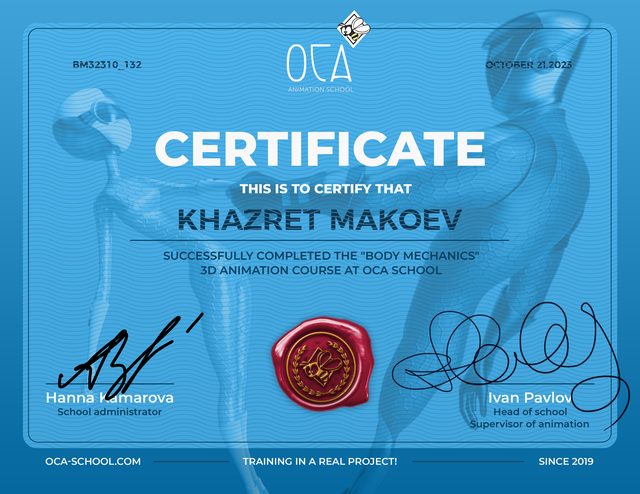 BM32310_132
OCTOBER 21,2023
OCA
ANIMATION SCHOOL
CERTIFICATE
THIS IS TO CERTIFY THAT
KHAZRET MAKOEV
SUCCESSFULLY COMPLETED THE "BODY MECHANICS"
3D ANIMATION COURSE AT OCA SCHOOL
Hanna Kamarova
School administrator
Ivan Pavlov
Head of school
Supervisor of animation
OCA-SCHOOL.COM
TRAINING IN A REAL PROJECT!
SINCE 2019